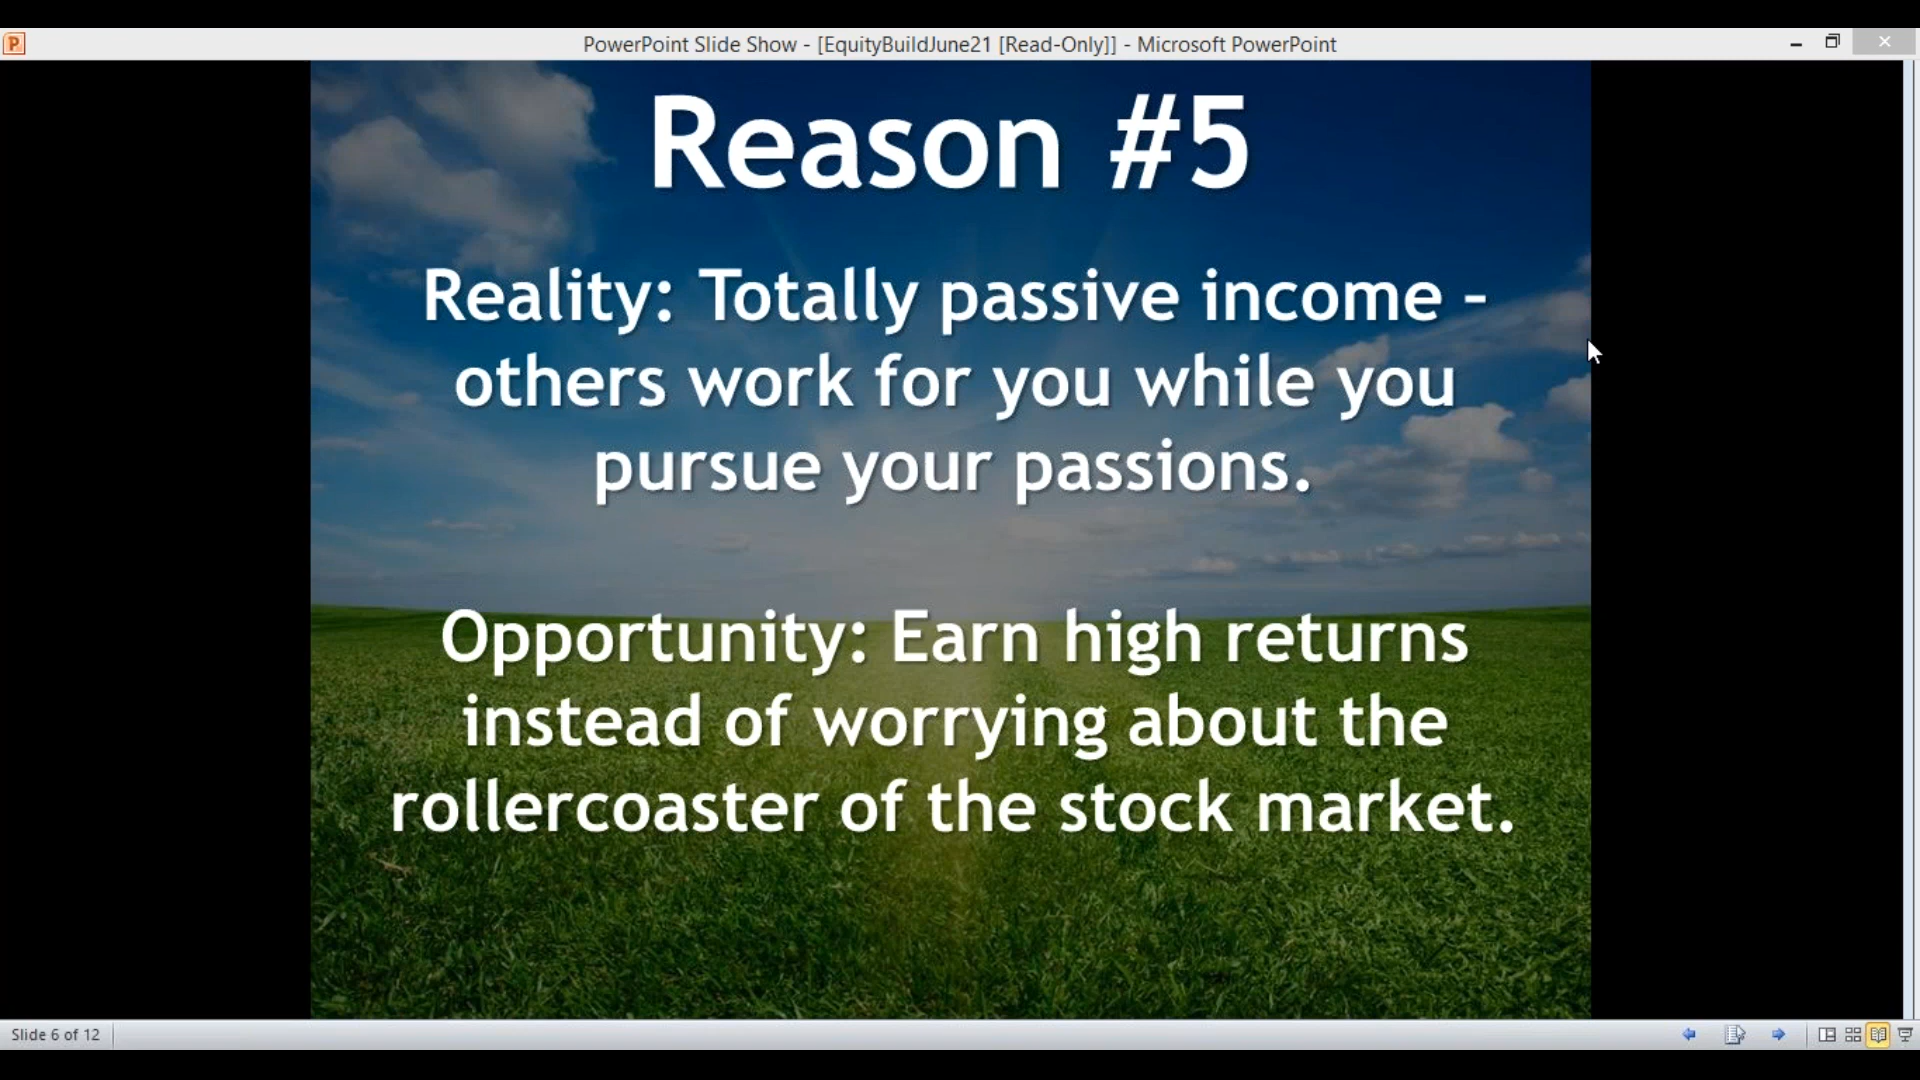 PowerPoint Slide Show - [EquityBuildJune21 [Read-Only]] - Microsoft PowerPoint
Reason #5
Reality: Totally passive income –
others work for you while you
pursue your passions.
Opportunity: Earn high returns
instead of worrying about the
rollercoaster of the stock market.
Slide 6 of 12